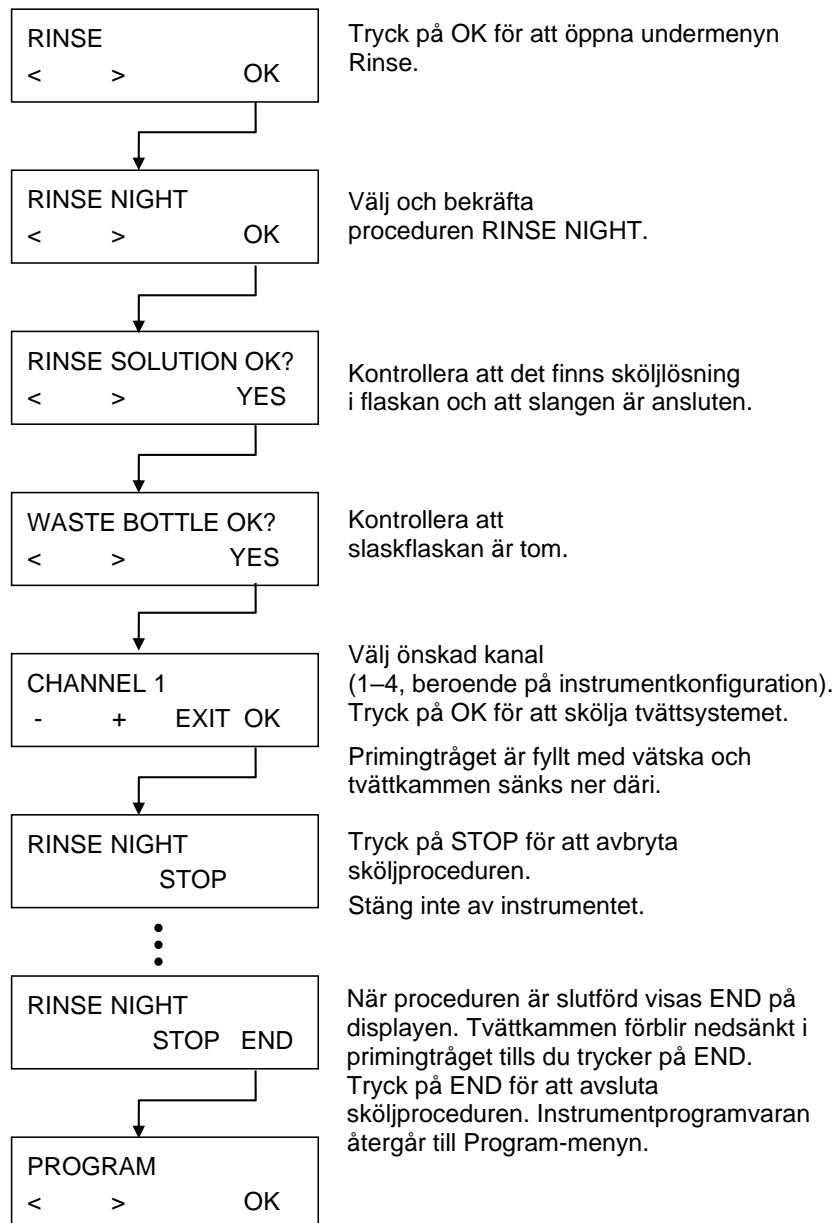 RINSE
< > OK
Tryck på OK för att öppna undermenyn
Rinse.
RINSE NIGHT
< > OK
Välj och bekräfta
proceduren RINSE NIGHT.
RINSE SOLUTION OK?
< > YES
Kontrollera att det finns sköljlösning
i flaskan och att slangen är ansluten.
WASTE BOTTLE OK?
< > YES
Kontrollera att
slaskflaskan är tom.
CHANNEL 1
- + EXIT OK
Välj önskad kanal
(1–4, beroende på instrumentkonfiguration).
Tryck på OK för att skölja tvättsystemet.
Primingtråget är fyllt med vätska och
tvättkammen sänks ner däri.
RINSE NIGHT
STOP
Tryck på STOP för att avbryta
sköljproceduren.
Stäng inte av instrumentet.
RINSE NIGHT
STOP END
När proceduren är slutförd visas END på
displayen. Tvättkammen förblir nedsänkt i
primingtråget tills du trycker på END.
Tryck på END för att avsluta
sköljproceduren. Instrumentprogramvaran
återgår till Program-menyn.
PROGRAM
< > OK